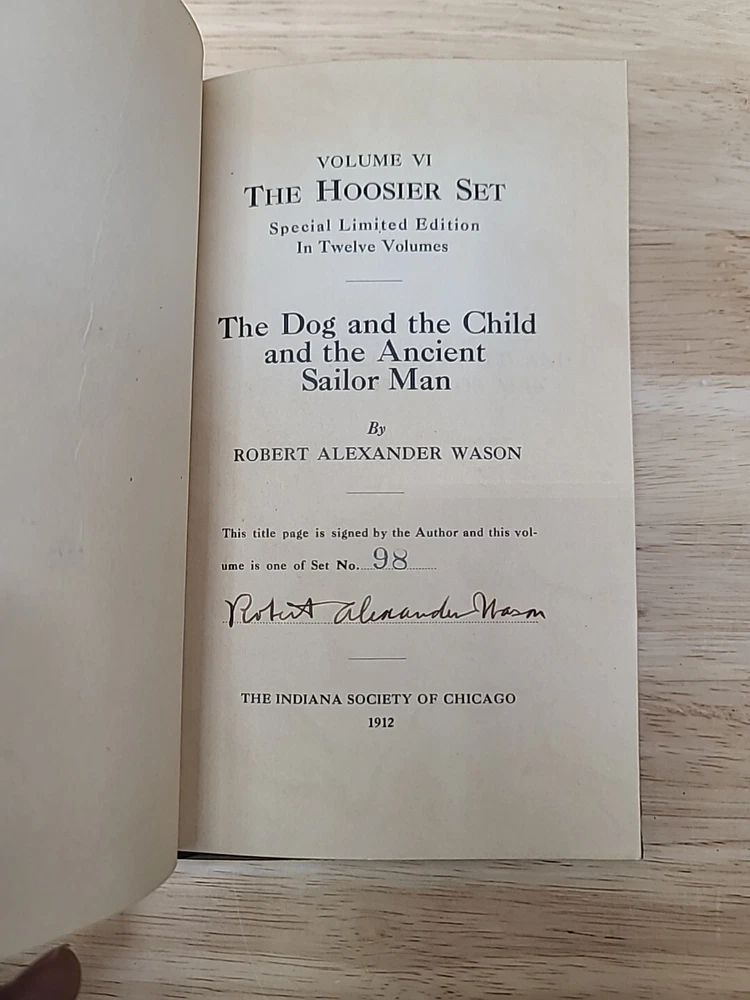 VOLUME VI
THE HOOSIER SET
Special Limited Edition
In Twelve Volumes
The Dog and the Child
and the Ancient
Sailor Man
By
ROBERT ALEXANDER WASON
This title page is signed by the Author and this vol-
ume is one of Set No....98........
Robert Alexander Wason
THE INDIANA SOCIETY OF CHICAGO
1912